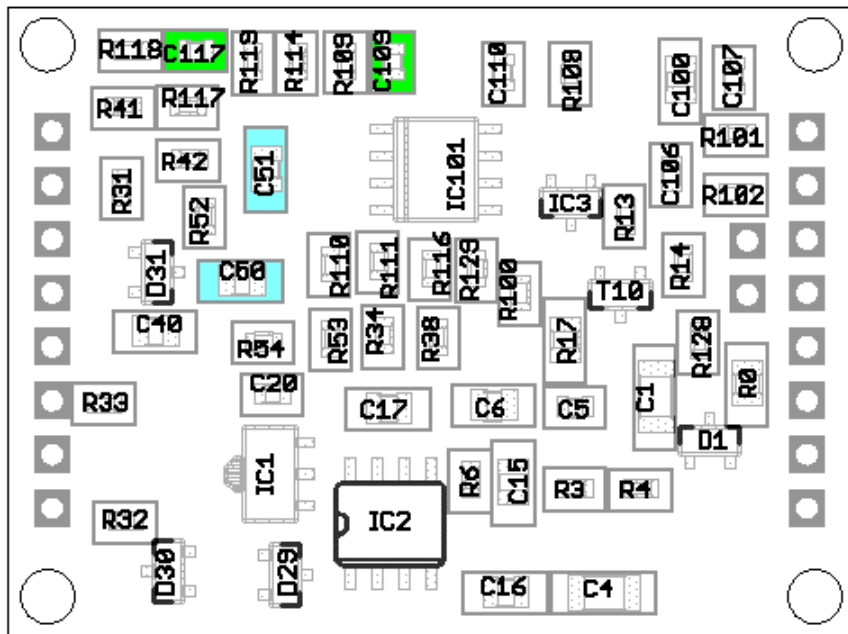 R118 C117 R119 R114 R109 C109 C110 R108 C100 C107
R41 R117 R101
R42 C51 IC101 C106
R31 R52 IC3 R13 R102
D31 C50 R110 R111 R116 R129 R100 T10 R14
C40 R54 R53 R34 R38 R17 R128
R33 C20 C17 C6 C5 C1 R0
IC1 R6 C15 R3 R4 D1
R32 IC2
D30 D29 C16 C4